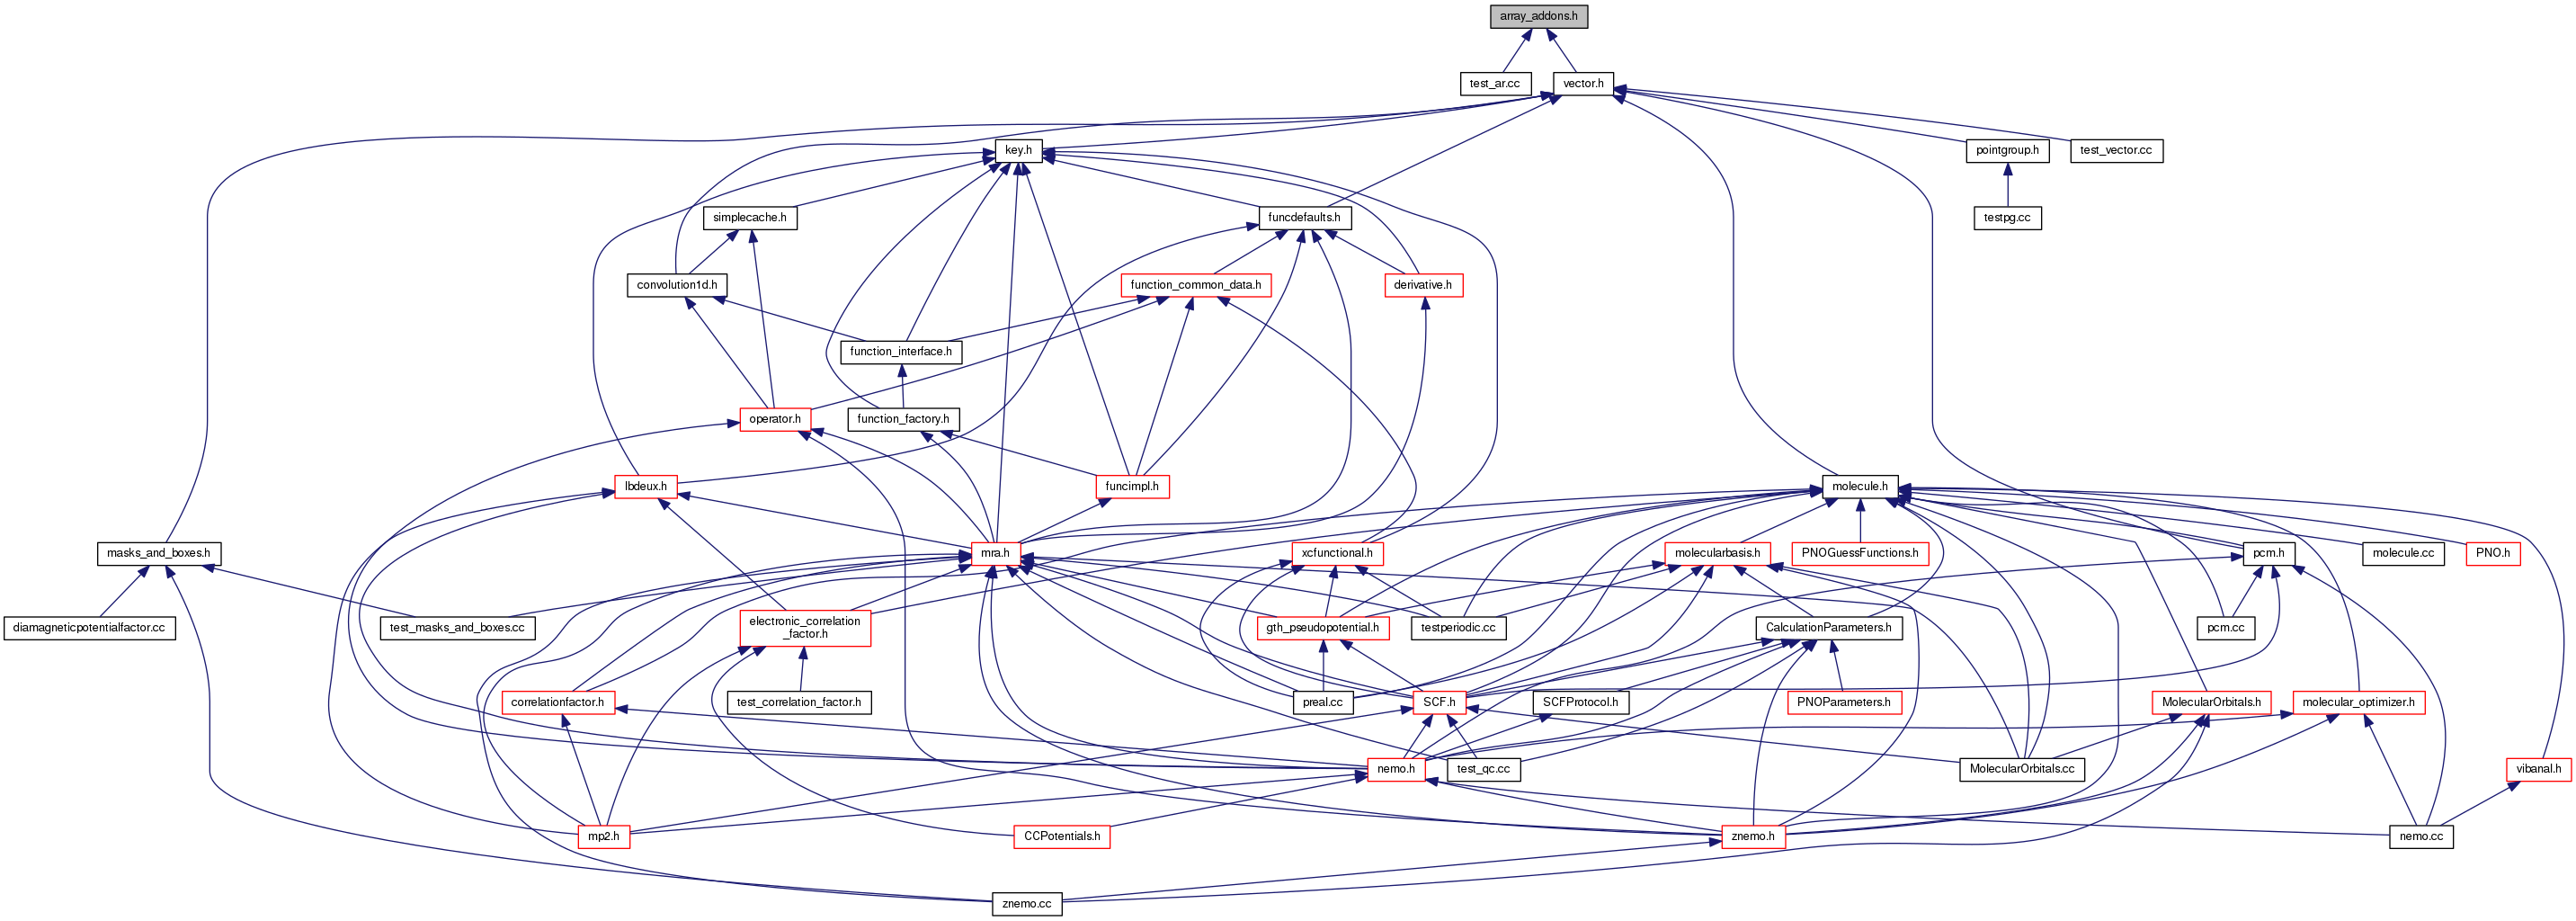 array_addons.h
test_ar.cc
vector.h
key.h
pointgroup.h
test_vector.cc
simplecache.h
funcdefaults.h
testpg.cc
convolution1d.h
function_common_data.h
derivative.h
function_interface.h
operator.h
function_factory.h
lbdeux.h
funcimpl.h
molecule.h
masks_and_boxes.h
mra.h
xcfunctional.h
molecularbasis.h
PNOGuessFunctions.h
pcm.h
molecule.cc
PNO.h
diamagneticpotentialfactor.cc
test_masks_and_boxes.cc
electronic_correlation
_factor.h
gth_pseudopotential.h
testperiodic.cc
CalculationParameters.h
pcm.cc
correlationfactor.h
test_correlation_factor.h
preal.cc
SCF.h
SCFProtocol.h
PNOParameters.h
MolecularOrbitals.h
molecular_optimizer.h
nemo.h
test_qc.cc
MolecularOrbitals.cc
vibanal.h
mp2.h
CCPotentials.h
znemo.h
nemo.cc
znemo.cc